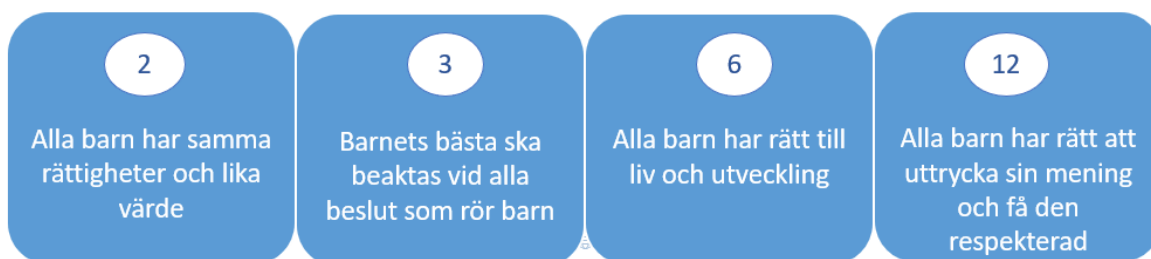 2
Alla barn har samma
rättigheter och lika
värde
3
Barnets bästa ska
beaktas vid alla
beslut som rör barn
6
Alla barn har rätt till
liv och utveckling
12
Alla barn har rätt att
uttrycka sin mening
och få den
respekterad